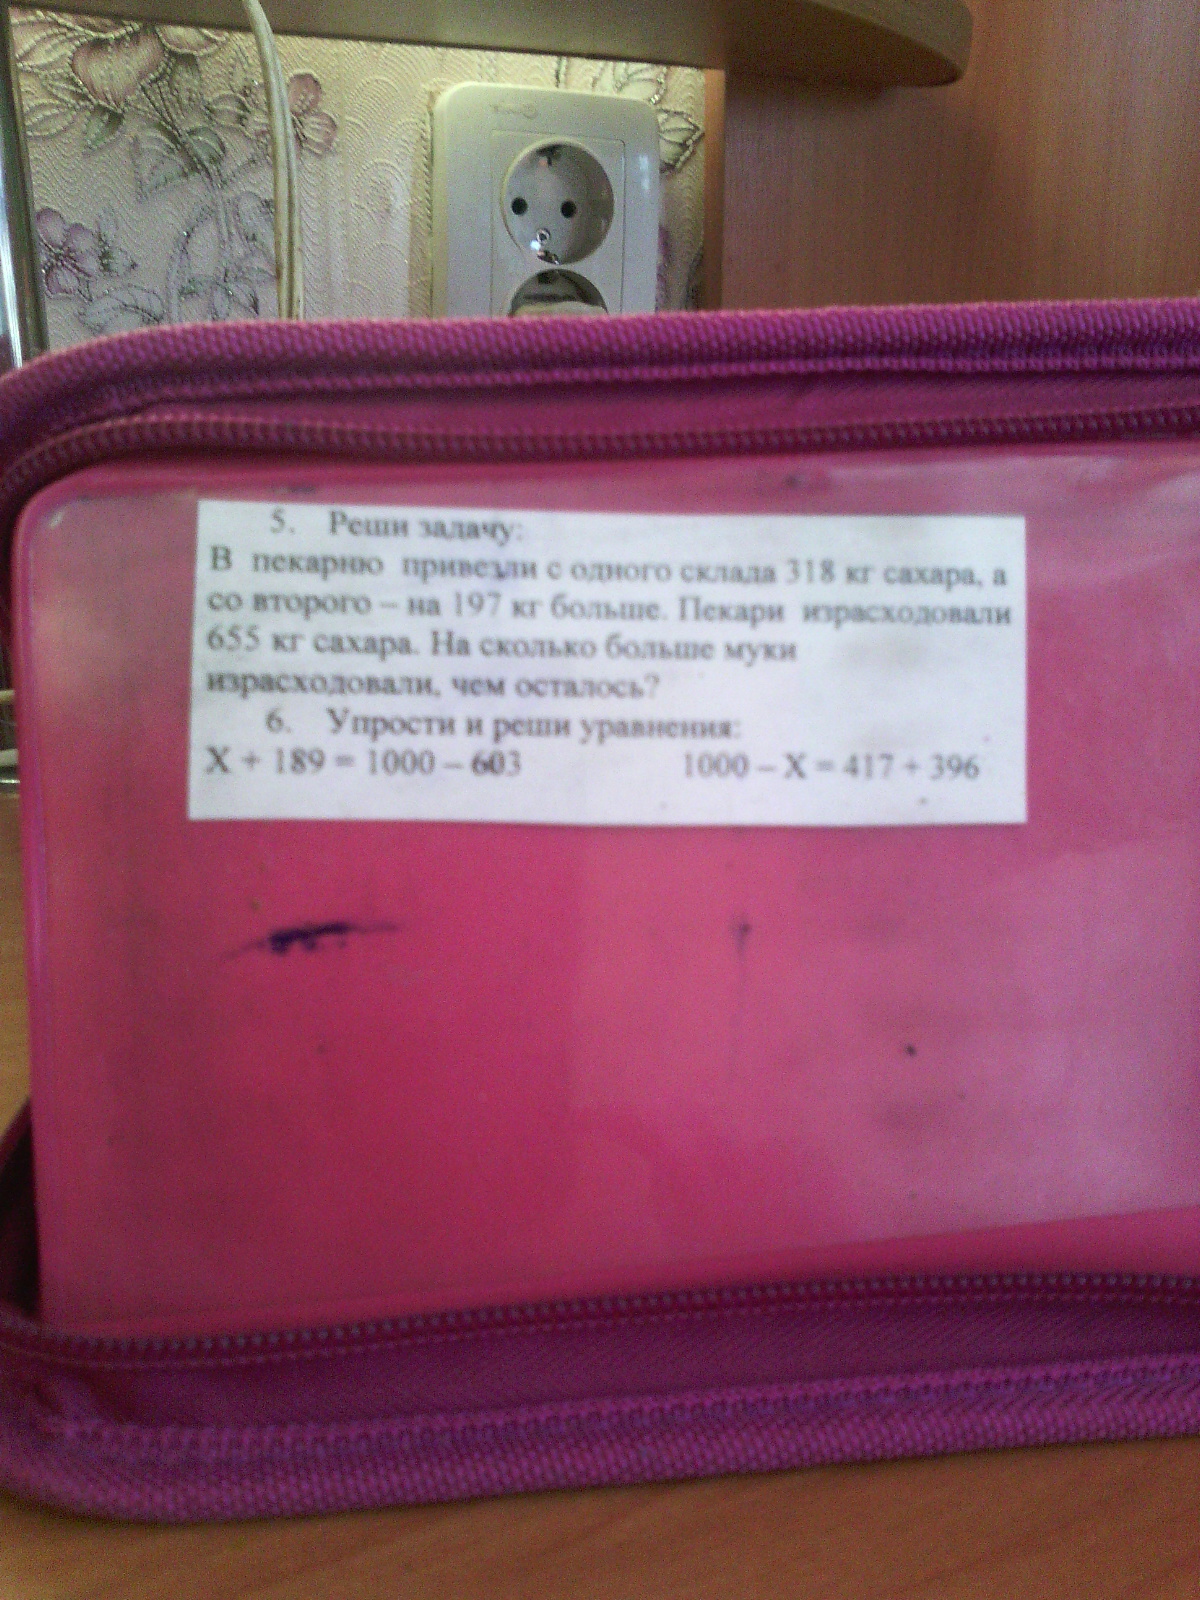 5. Реши задачу:
В пекарню привезли с одного склада 318 кг сахара, а
со второго – на 197 кг больше. Пекари израсходовали
655 кг сахара. На сколько больше муки
израсходовали, чем осталось?
6. Упрости и реши уравнения:
X + 189 = 1000 – 603 1000 – X = 417 + 396